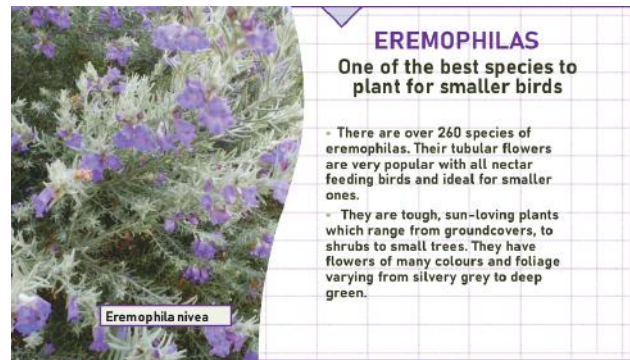 EREMOPHILAS
One of the best species to
plant for smaller birds
• There are over 260 species of
eremophilas. Their tubular flowers
are very popular with all nectar
feeding birds and ideal for smaller
ones.
• They are tough, sun-loving plants
which range from groundcovers, to
shrubs to small trees. They have
flowers of many colours and foliage
varying from silvery grey to deep
green.
Eremophila nivea